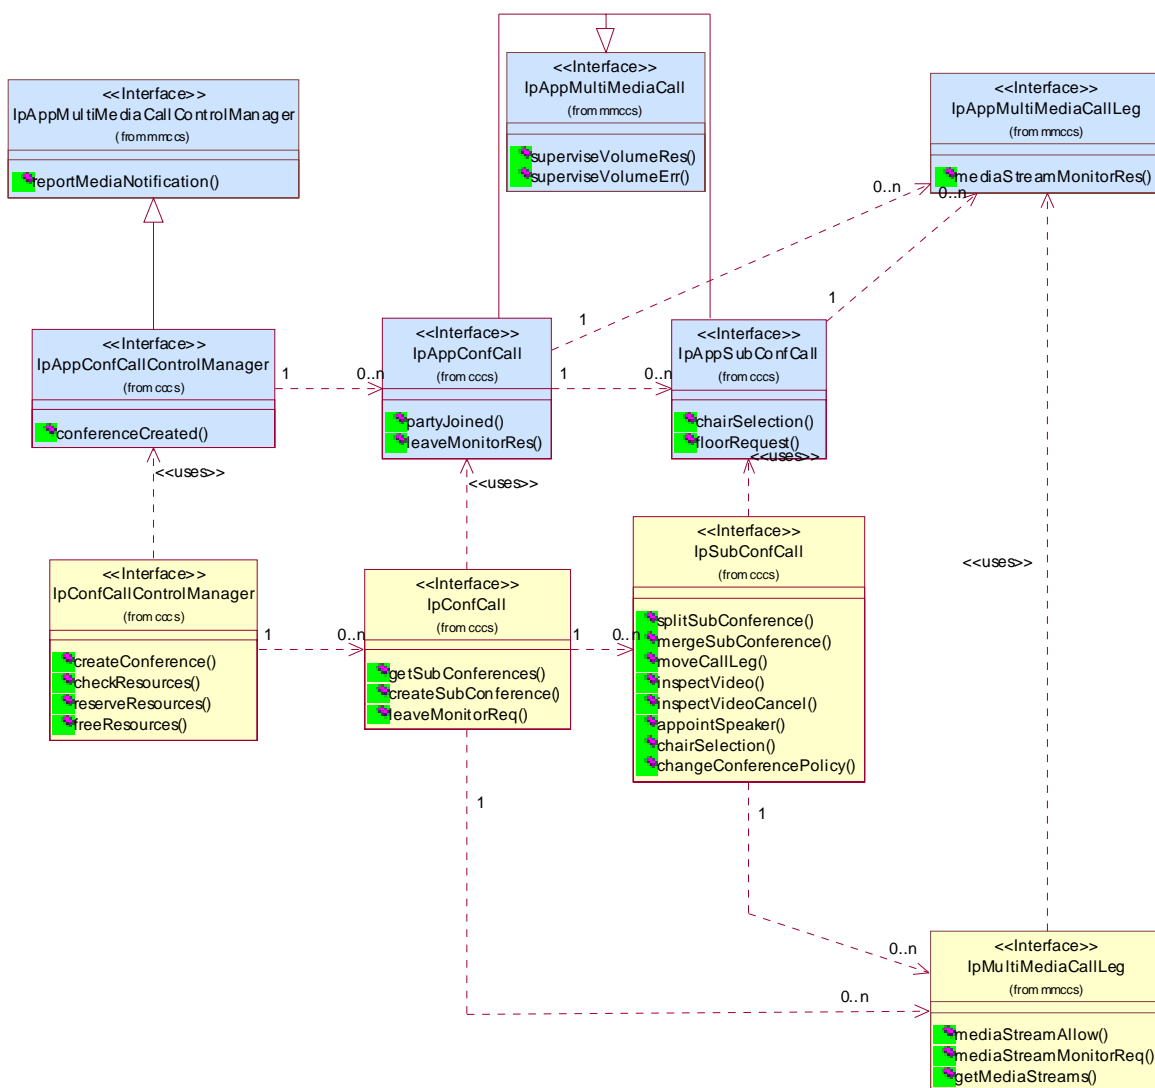 <<Interface>>
IpAppMultiMediaCall
(from mmccs)
superviseVolumeRes()
superviseVolumeErr()
<<Interface>>
IpAppMultiMediaCallControlManager
(from mmccs)
reportMediaNotification()
<<Interface>>
IpAppMultiMediaCallLeg
(from mmccs)
mediaStreamMonitorRes()
0..n
0..n
1
1
<<Interface>>
IpAppConfCallControlManager
(from cccs)
conferenceCreated()
1
0..n
<<Interface>>
IpAppConfCall
(from cccs)
partyJoined()
leaveMonitorRes()
1
0..n
<<Interface>>
IpAppSubConfCall
(from cccs)
chairSelection()
floorRequest()
<<uses>>
<<uses>>
<<uses>>
<<uses>>
<<Interface>>
IpConfCallControlManager
(from cccs)
createConference()
checkResources()
reserveResources()
freeResources()
1
0..n
<<Interface>>
IpConfCall
(from cccs)
getSubConferences()
createSubConference()
leaveMonitorReq()
1
0..n
<<Interface>>
IpSubConfCall
(from cccs)
splitSubConference()
mergeSubConference()
moveCallLeg()
inspectVideo()
inspectVideoCancel()
appointSpeaker()
chairSelection()
changeConferencePolicy()
1
1
0..n
0..n
<<Interface>>
IpMultiMediaCallLeg
(from mmccs)
mediaStreamAllow()
mediaStreamMonitorReq()
getMediaStreams()